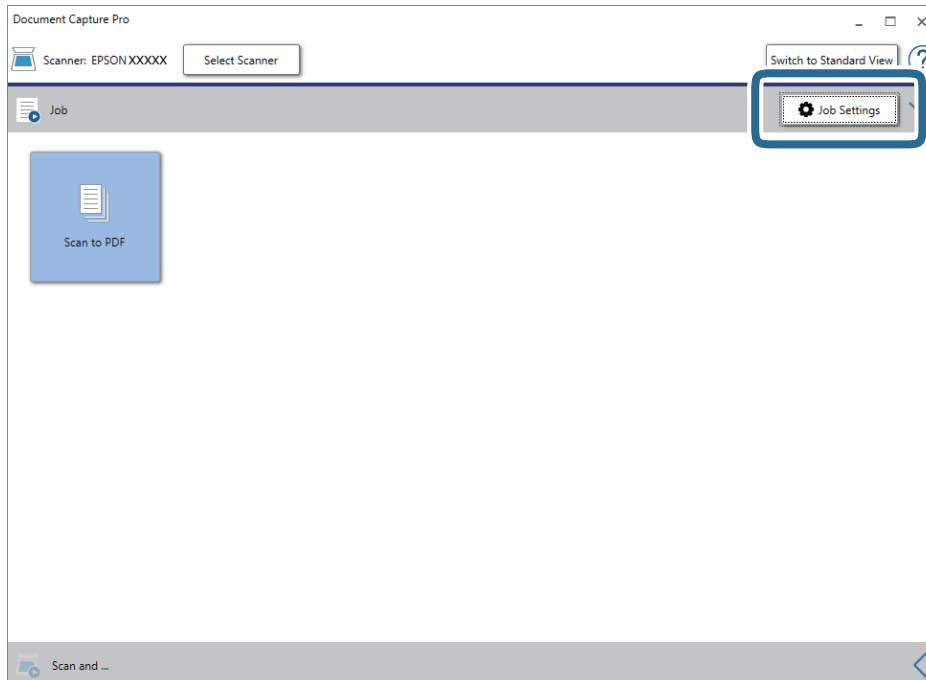 Document Capture Pro
Scanner: EPSON XXXXX
Select Scanner
Switch to Standard View
?
Job
Job Settings
Scan to PDF
Scan and ...